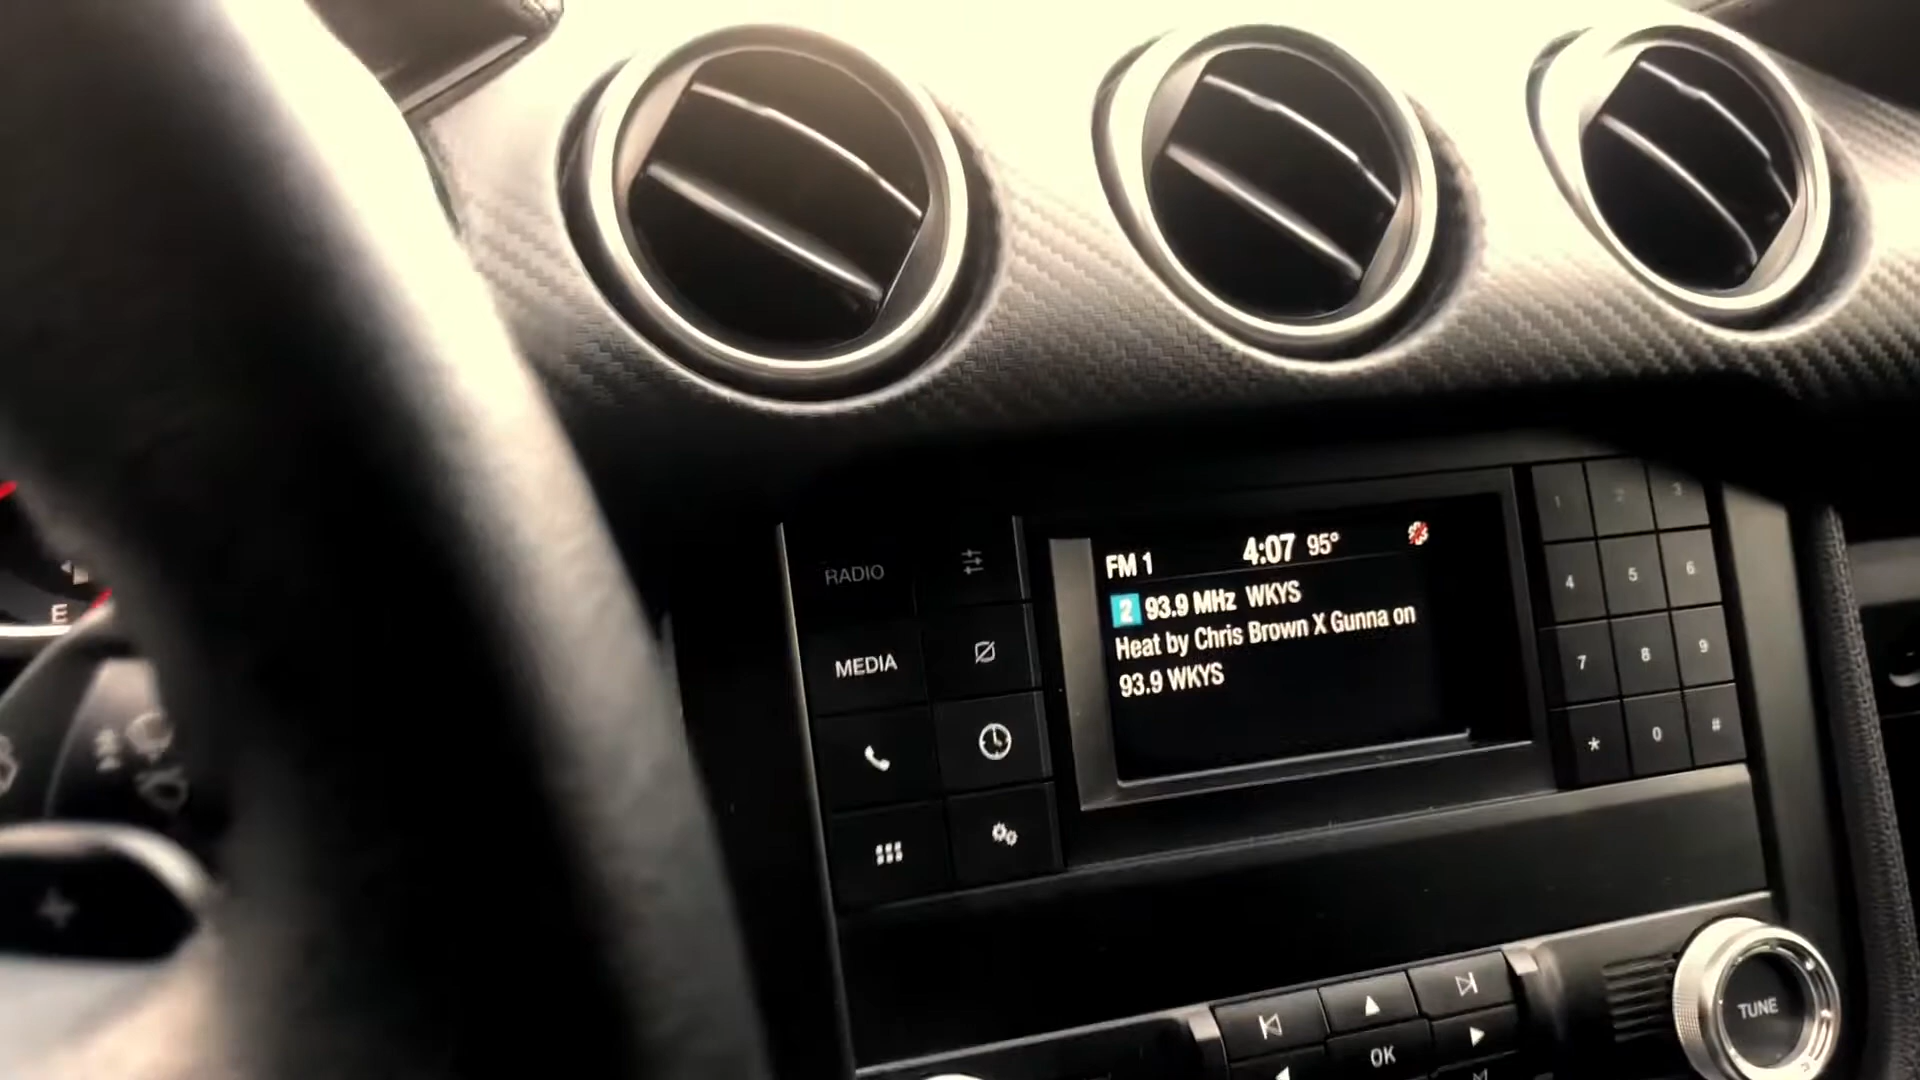 E
RADIO
MEDIA
FM 1 4:07 95°
2 93.9 MHz WKYS
Heat by Chris Brown X Gunna on
93.9 WKYS
1 2 3
4 5 6
7 8 9
* 0 #
OK
TUNE